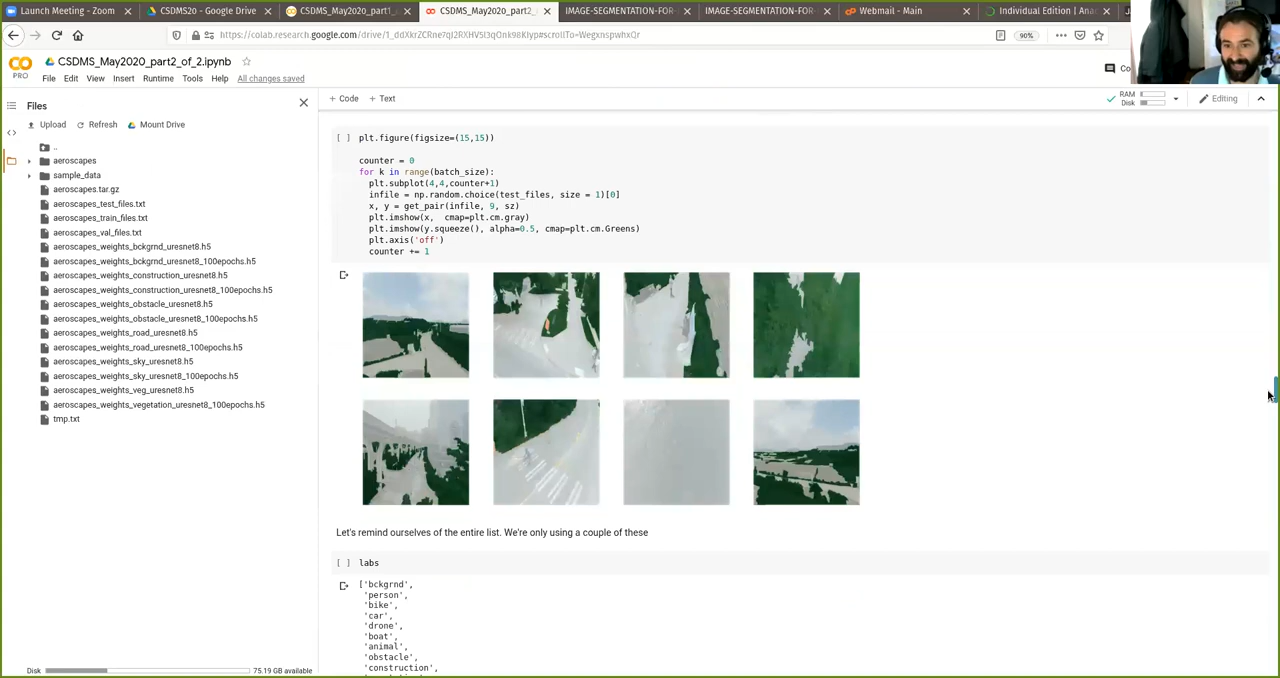 Launch Meeting - Zoom
CSDMS2o - Google Drive
CSDMS_May2020_part1_
CSDMS_May2020_part2_
IMAGE-SEGMENTATION-FOR-
IMAGE-SEGMENTATION-FOR-
Webmail - Main
Individual Edition | Ana
https://colab.research.google.com/drive/
90%
CO
PRO
CSDMS_May2020_part2_of_2.ipynb
File Edit View Insert Runtime Tools Help All changes saved
Co
Files
+ Code + Text
RAM
Disk
Editing
Upload Refresh Mount Drive
..
aeroscapes
sample_data
aeroscapes.tar.gz
aeroscapes_test_files.txt
aeroscapes_train_files.txt
aeroscapes_val_files.txt
aeroscapes_weights_bckgrnd_uresnet8.h5
aeroscapes_weights_bckgrnd_uresnet8_100epochs.h5
aeroscapes_weights_construction_uresnet8.h5
aeroscapes_weights_construction_uresnet8_100epochs.h5
aeroscapes_weights_obstacle_uresnet8.h5
aeroscapes_weights_obstacle_uresnet8_100epochs.h5
aeroscapes_weights_road_uresnet8.h5
aeroscapes_weights_road_uresnet8_100epochs.h5
aeroscapes_weights_sky_uresnet8.h5
aeroscapes_weights_sky_uresnet8_100epochs.h5
aeroscapes_weights_veg_uresnet8.h5
aeroscapes_weights_vegetation_uresnet8_100epochs.h5
tmp.txt
Disk
75.19 GB available
[ ] plt.figure(figsize=(15,15))
counter = 0
for k in range(batch_size):
plt.subplot(4,4,counter+1)
infile = np.random.choice(test_files, size = 1)[0]
x, y = get_pair(infile, 9, sz)
plt.imshow(x, cmap=plt.cm.gray)
plt.imshow(y.squeeze(), alpha=0.5, cmap=plt.cm.Greens)
plt.axis('off')
counter += 1
Let's remind ourselves of the entire list. We're only using a couple of these
[ ] labs
['bckgrnd',
'person',
'bike',
'car',
'drone',
'boat',
'animal',
'obstacle',
'construction',